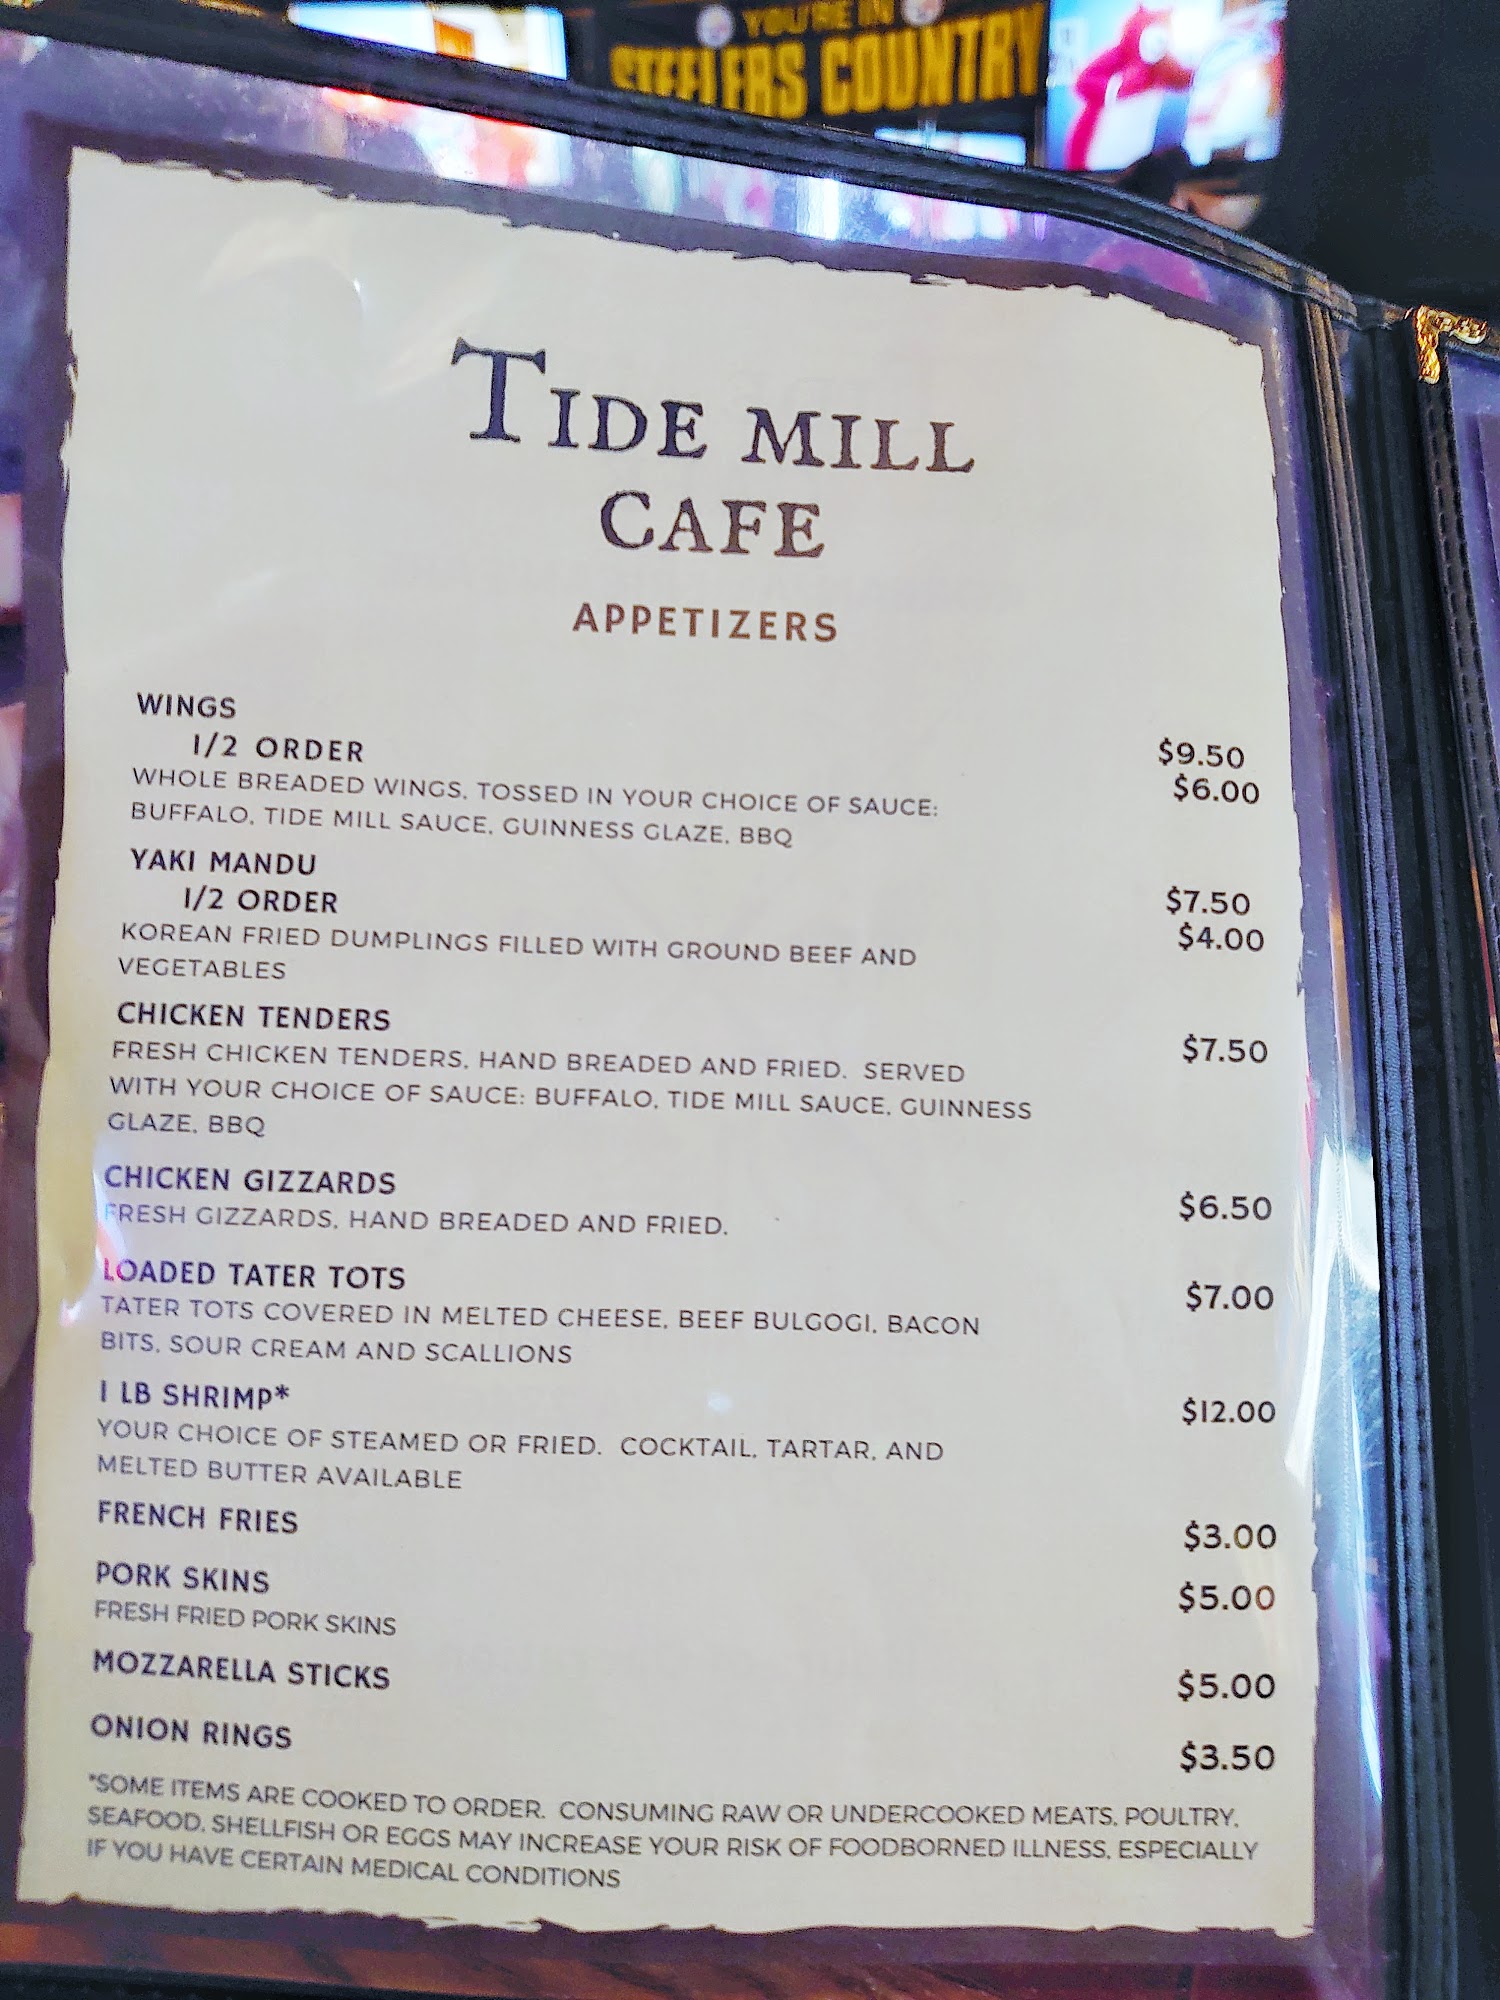 YOU'RE IN
STEELERS COUNTRY
TIDE MILL
CAFE
APPETIZERS
WINGS
1/2 ORDER
$9.50
$6.00
WHOLE BREADED WINGS, TOSSED IN YOUR CHOICE OF SAUCE:
BUFFALO, TIDE MILL SAUCE, GUINNESS GLAZE, BBQ
YAKI MANDU
1/2 ORDER
$7.50
$4.00
KOREAN FRIED DUMPLINGS FILLED WITH GROUND BEEF AND
VEGETABLES
CHICKEN TENDERS
$7.50
FRESH CHICKEN TENDERS, HAND BREADED AND FRIED. SERVED
WITH YOUR CHOICE OF SAUCE: BUFFALO, TIDE MILL SAUCE, GUINNESS
GLAZE, BBQ
CHICKEN GIZZARDS
$6.50
FRESH GIZZARDS, HAND BREADED AND FRIED.
LOADED TATER TOTS
$7.00
TATER TOTS COVERED IN MELTED CHEESE, BEEF BULGOGI, BACON
BITS, SOUR CREAM AND SCALLIONS
1 LB SHRIMP*
$12.00
YOUR CHOICE OF STEAMED OR FRIED. COCKTAIL, TARTAR, AND
MELTED BUTTER AVAILABLE
FRENCH FRIES
$3.00
PORK SKINS
$5.00
FRESH FRIED PORK SKINS
MOZZARELLA STICKS
$5.00
ONION RINGS
$3.50
*SOME ITEMS ARE COOKED TO ORDER. CONSUMING RAW OR UNDERCOOKED MEATS, POULTRY,
SEAFOOD, SHELLFISH OR EGGS MAY INCREASE YOUR RISK OF FOODBORNED ILLNESS, ESPECIALLY
IF YOU HAVE CERTAIN MEDICAL CONDITIONS